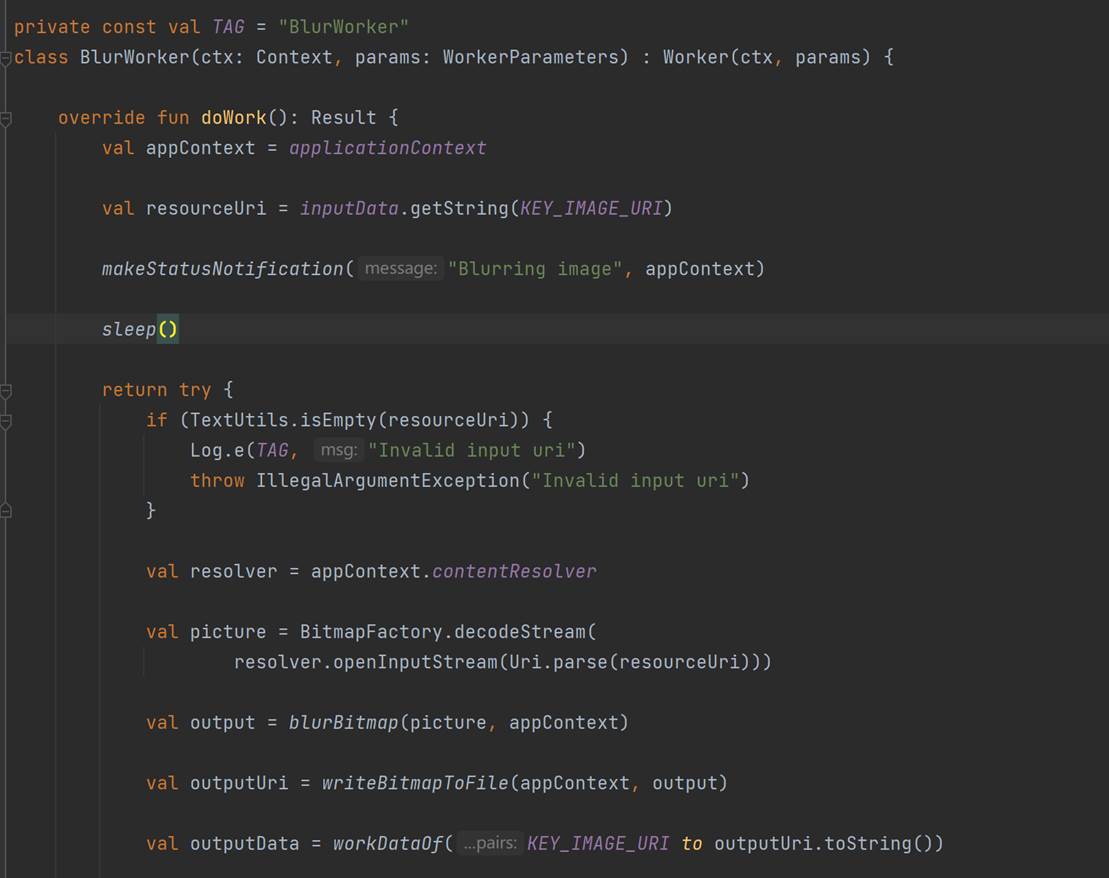 private const val TAG = "BlurWorker"
class BlurWorker(ctx: Context, params: WorkerParameters) : Worker(ctx, params) {
override fun doWork(): Result {
val appContext = applicationContext
val resourceUri = inputData.getString(KEY_IMAGE_URI)
makeStatusNotification( message: "Blurring image", appContext)
sleep()
return try {
if (TextUtils.isEmpty(resourceUri)) {
Log.e(TAG, msg: "Invalid input uri")
throw IllegalArgumentException("Invalid input uri")
}
val resolver = appContext.contentResolver
val picture = BitmapFactory.decodeStream(
resolver.openInputStream(Uri.parse(resourceUri)))
val output = blurBitmap(picture, appContext)
val outputUri = writeBitmapToFile(appContext, output)
val outputData = workDataOf( ...pairs: KEY_IMAGE_URI to outputUri.toString())